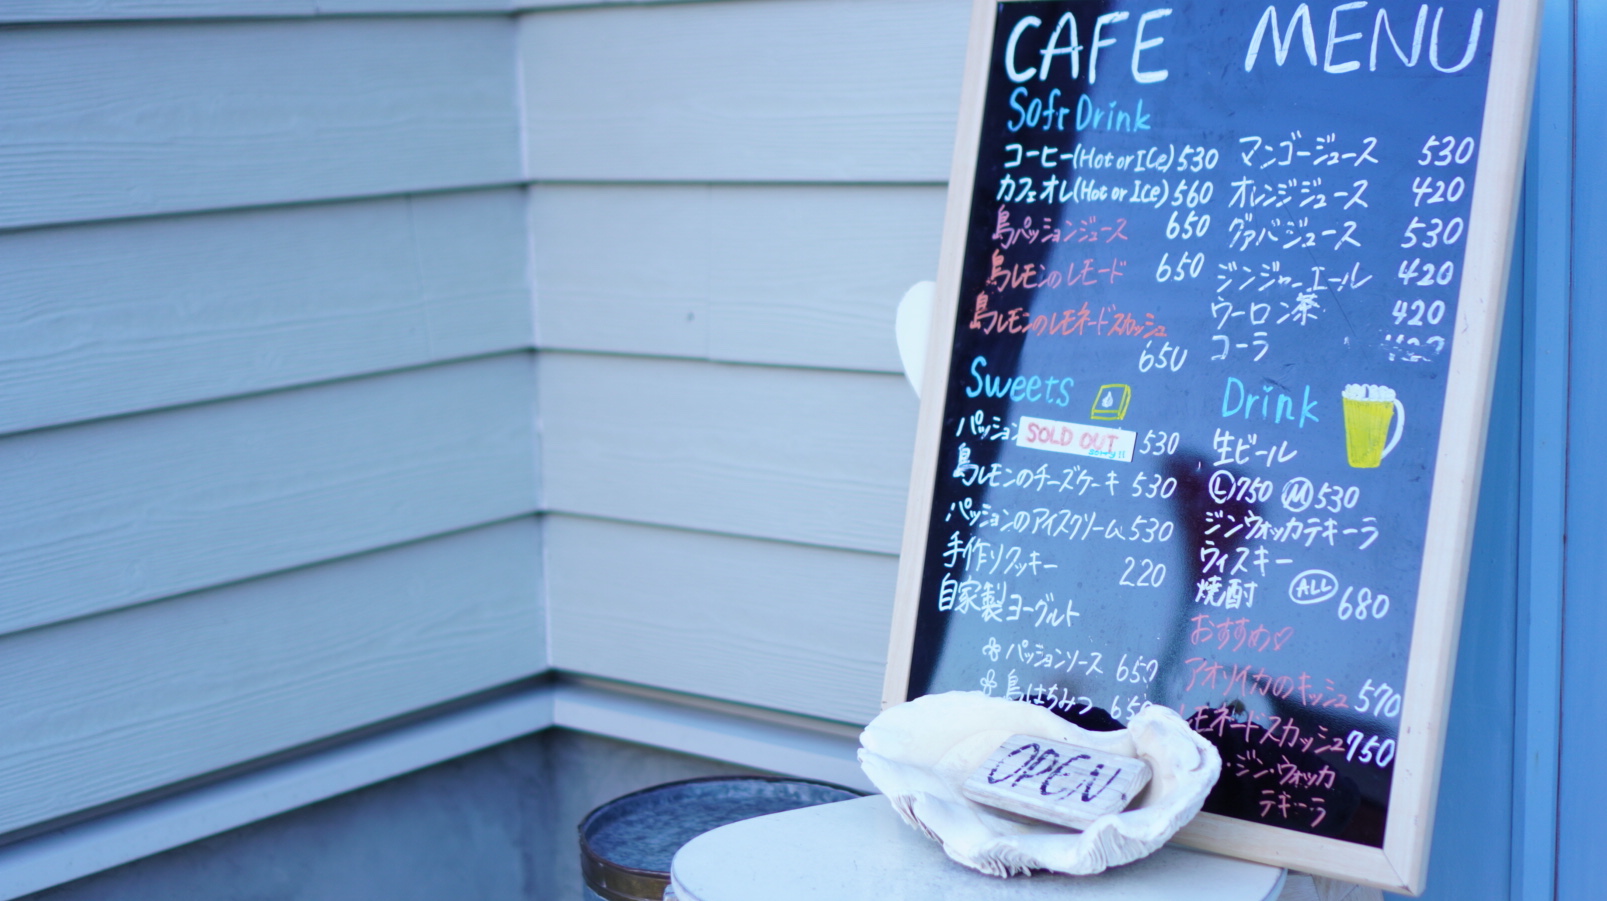 CAFE MENU
Soft Drink
コーヒー(Hot or ICe) 530
カフェオレ(Hot or ICe) 560
島パッションジュース 650
島レモンのレモード 650
島レモンのレモネードスカッシュ
650
マンゴージュース 530
オレンジジュース 420
グァバジュース 530
ジンジャーエール 420
ウーロン茶 420
コーラ
Sweets
パッション
SOLD OUT
sorry!!
530
島レモンのチーズケーキ 530
パッションのアイスクリーム 530
手作りクッキー 220
自家製ヨーグルト
パッションソース 650
島はちみつ 650
Drink
生ビール
Ⓛ750 Ⓜ530
ジンウォッカテキーラ
ウィスキー
焼酎 ALL 680
おすすめ♡
アオリイカのキッシュ 570
レモネードスカッシュ 750
・ジン・ウォッカ
テキーラ
OPEN